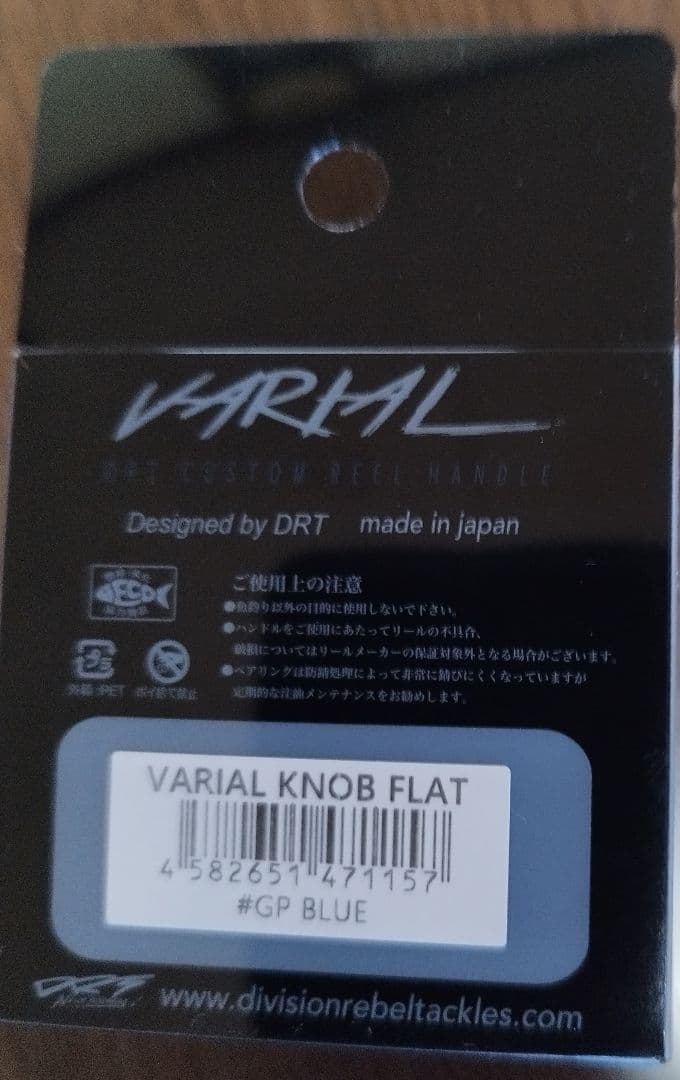 VARIAL
DRT CUSTOM REEL HANDLE
Designed by DRT made in japan
ECO
ご使用上の注意
●魚釣り以外の目的に使用しないで下さい。
●ハンドルをご使用にあたってリールの不具合、
破損についてはリールメーカーの保証対象外となる場合がございます。
●ベアリングは防錆処理によって非常に錆びにくくなっていますが
定期的な注油メンテナンスをお勧めします。
プラ
外箱:PET ポイ捨て禁止
VARIAL KNOB FLAT
4 582651 471157
#GP BLUE
DRT
www.divisionrebeltackles.com